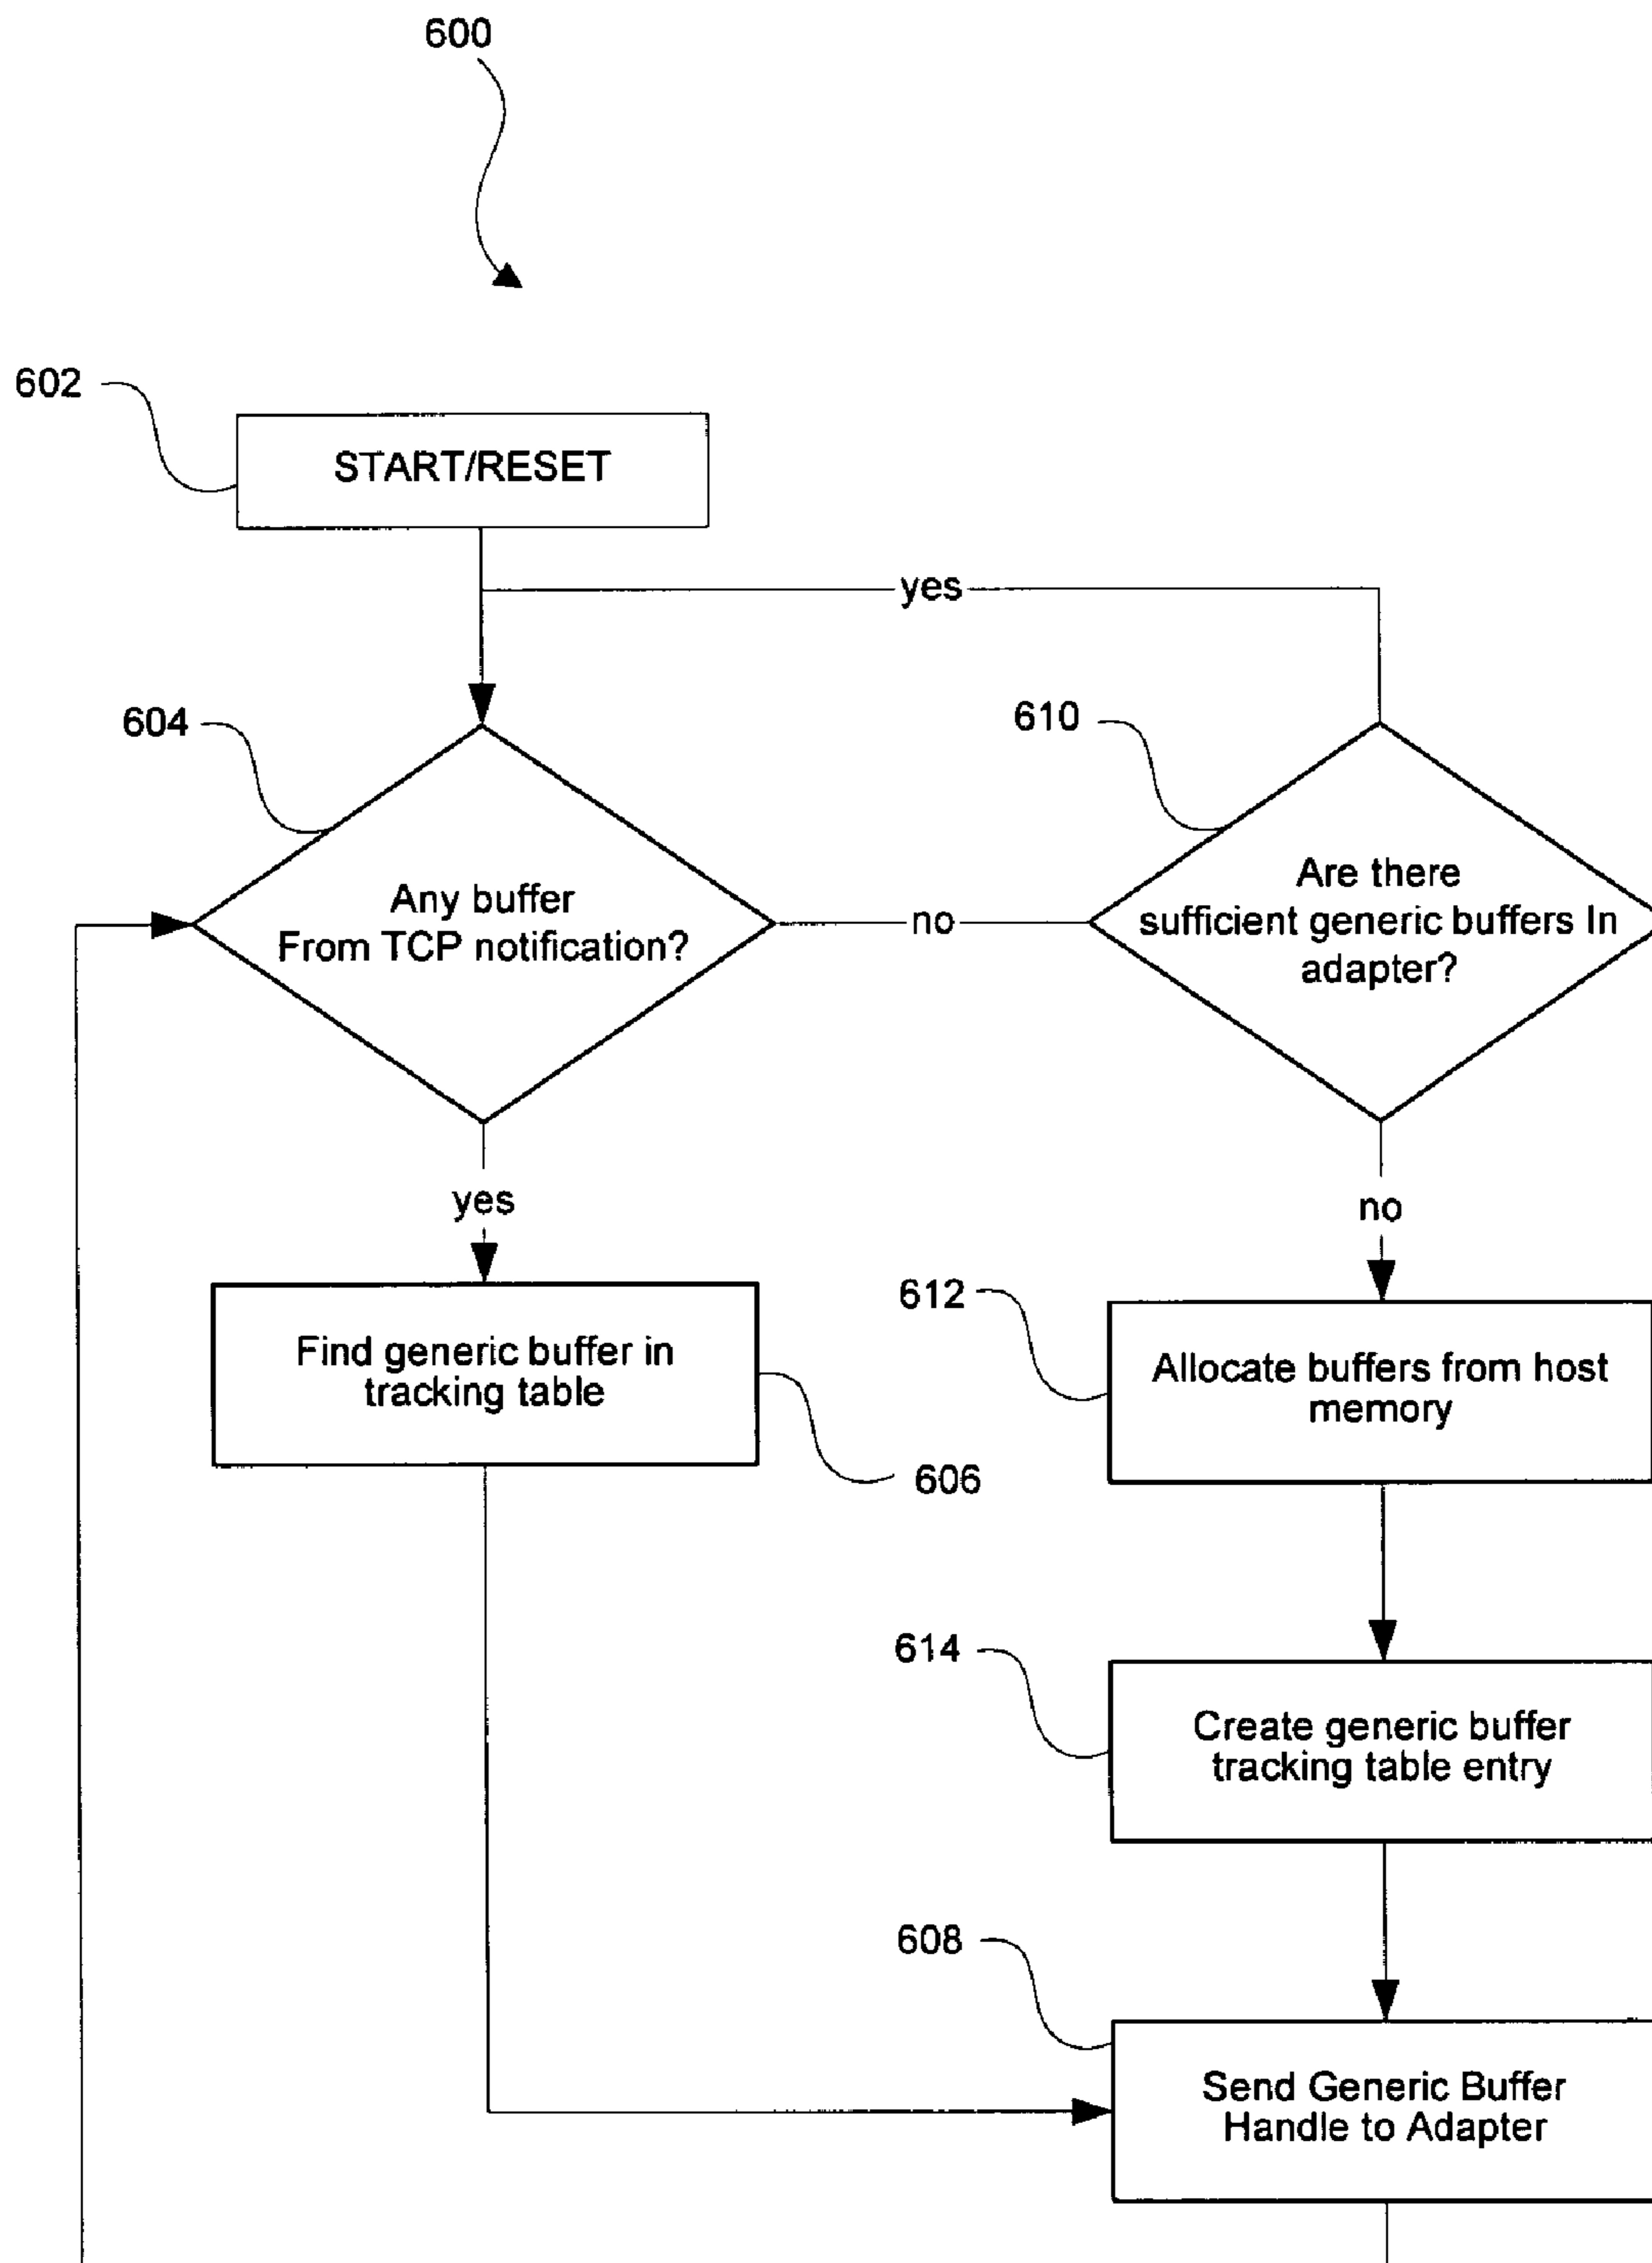 600
602
START/RESET
yes
604
610
Any buffer
From TCP notification?
no
Are there
sufficient generic buffers In
adapter?
yes
no
612
Find generic buffer in
tracking table
Allocate buffers from host
memory
606
614
Create generic buffer
tracking table entry
608
Send Generic Buffer
Handle to Adapter